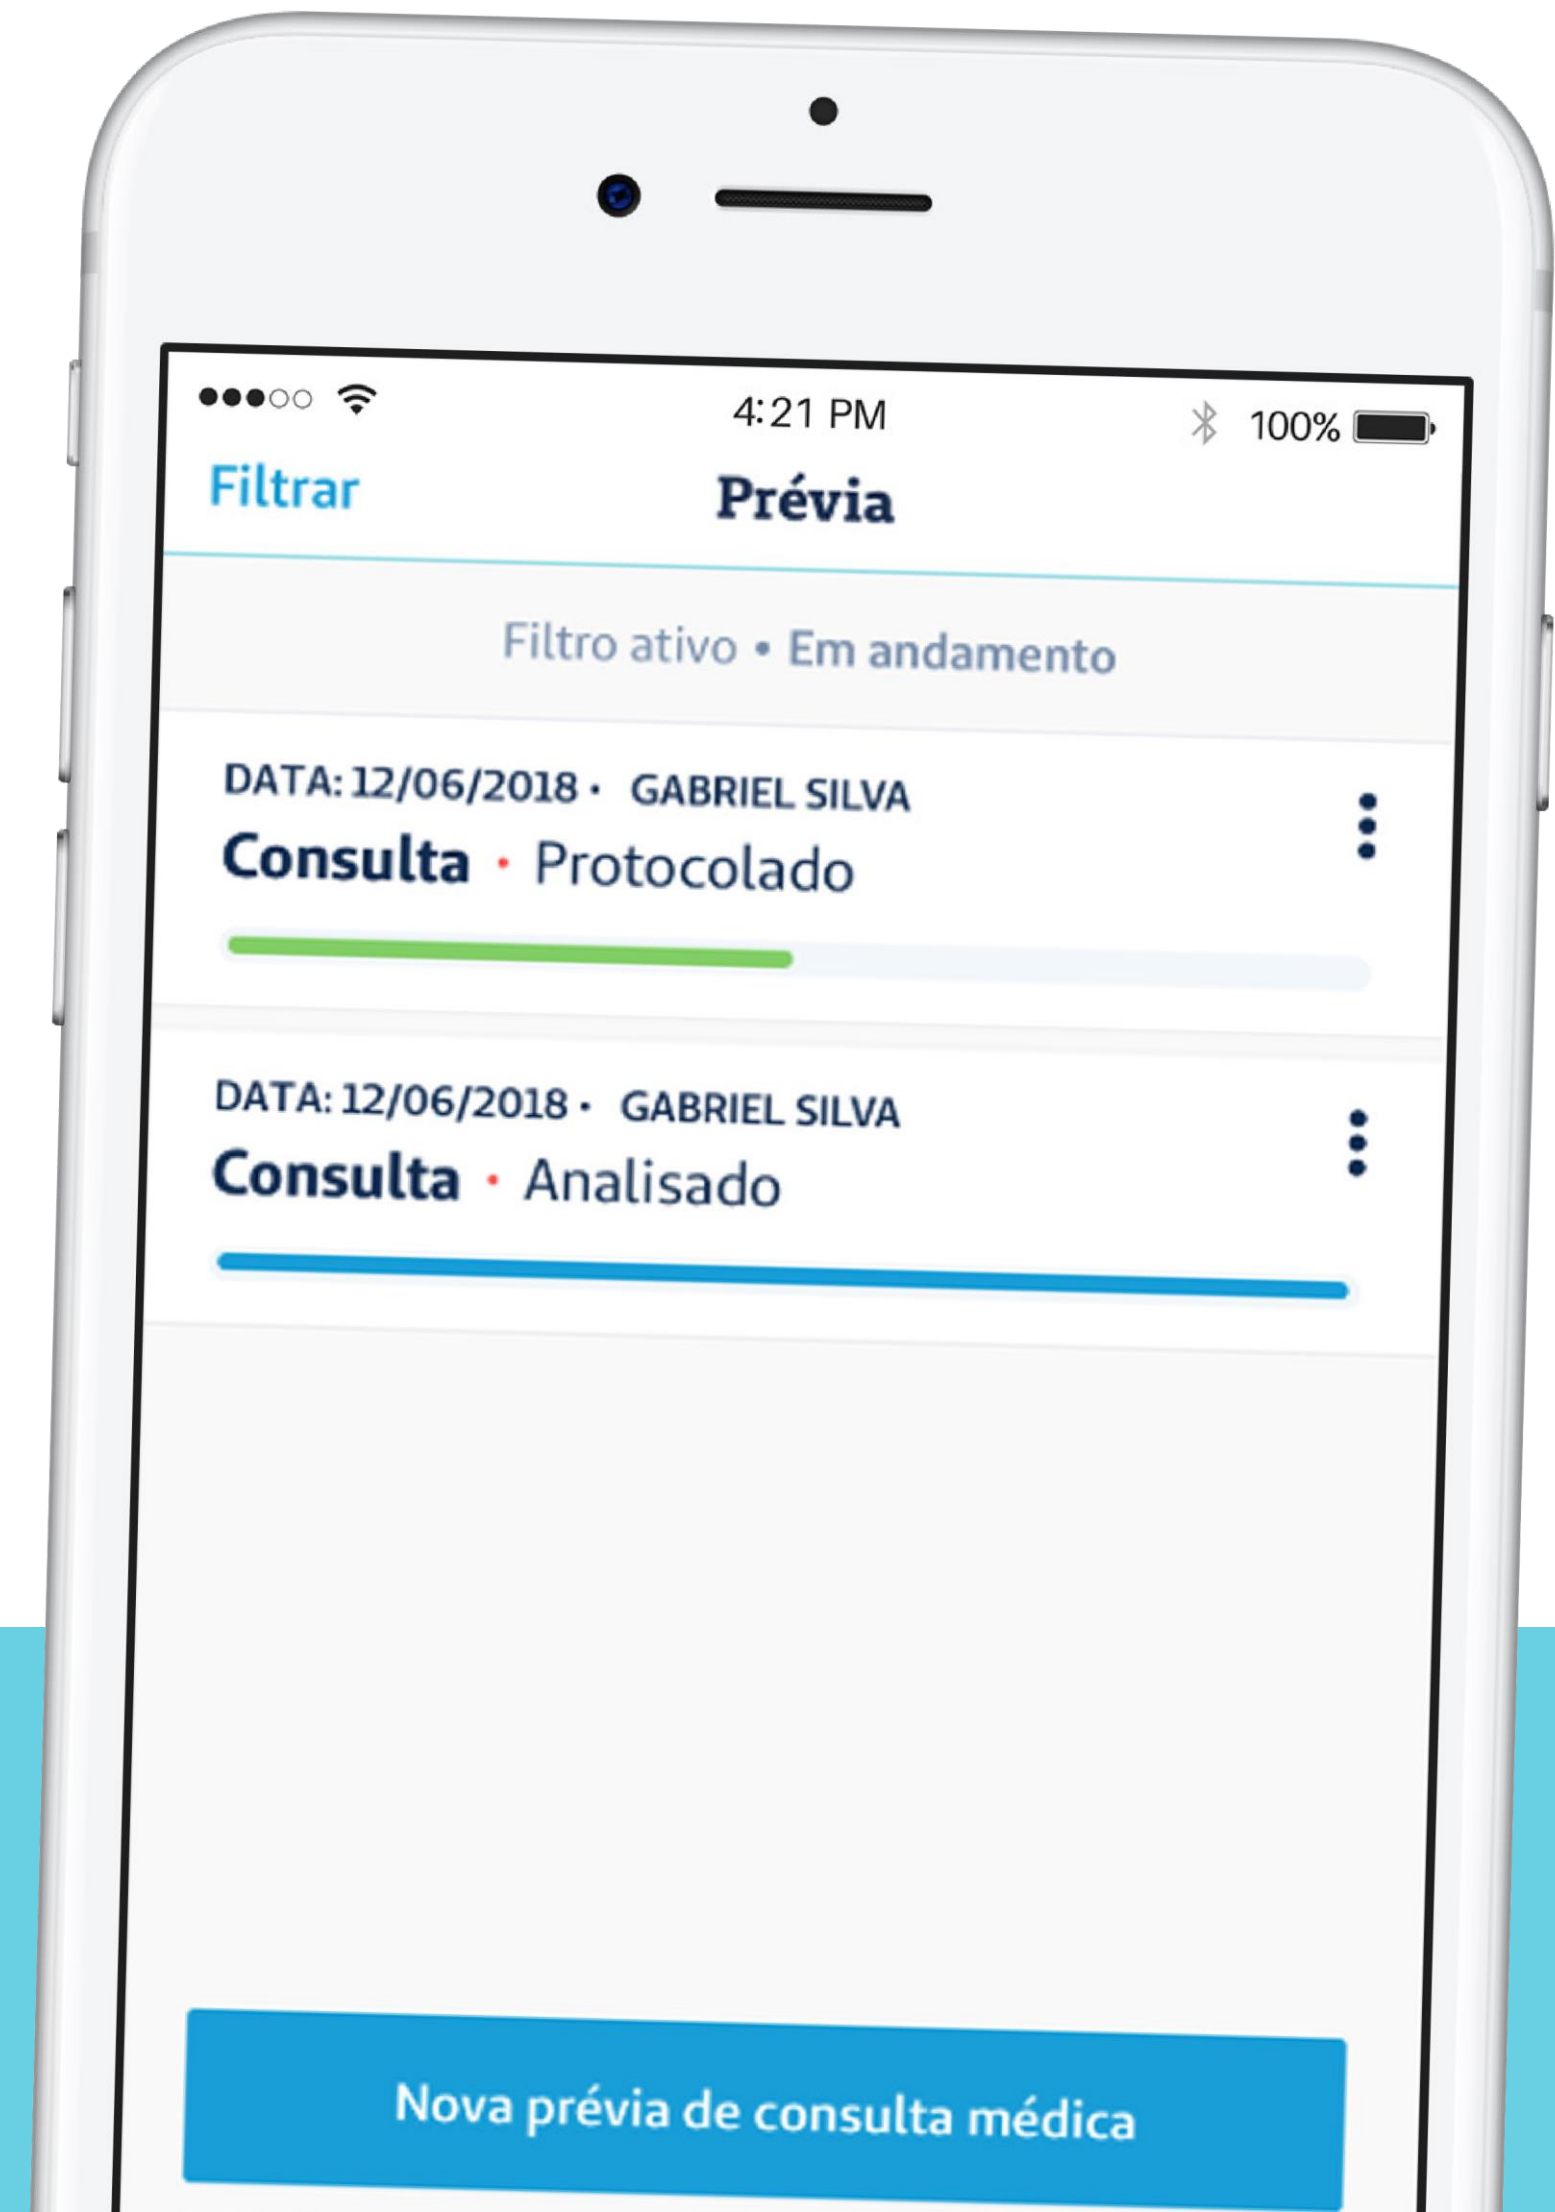 4:21 PM 100%
Filtrar Prévia
Filtro ativo • Em andamento
DATA: 12/06/2018 • GABRIEL SILVA
Consulta • Protocolado
DATA: 12/06/2018 • GABRIEL SILVA
Consulta • Analisado
Nova prévia de consulta médica